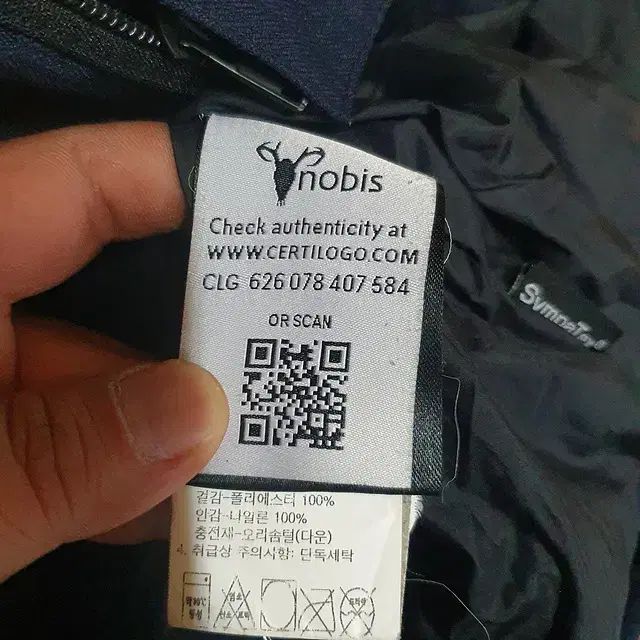 nobis
Check authenticity at
WWW.CERTILOGO.COM
CLG 626 078 407 584
OR SCAN
SympaTex
겉감-폴리에스터 100%
안감-나일론 100%
충전재-오리솜털(다운)
4. 취급상 주의사항: 단독세탁